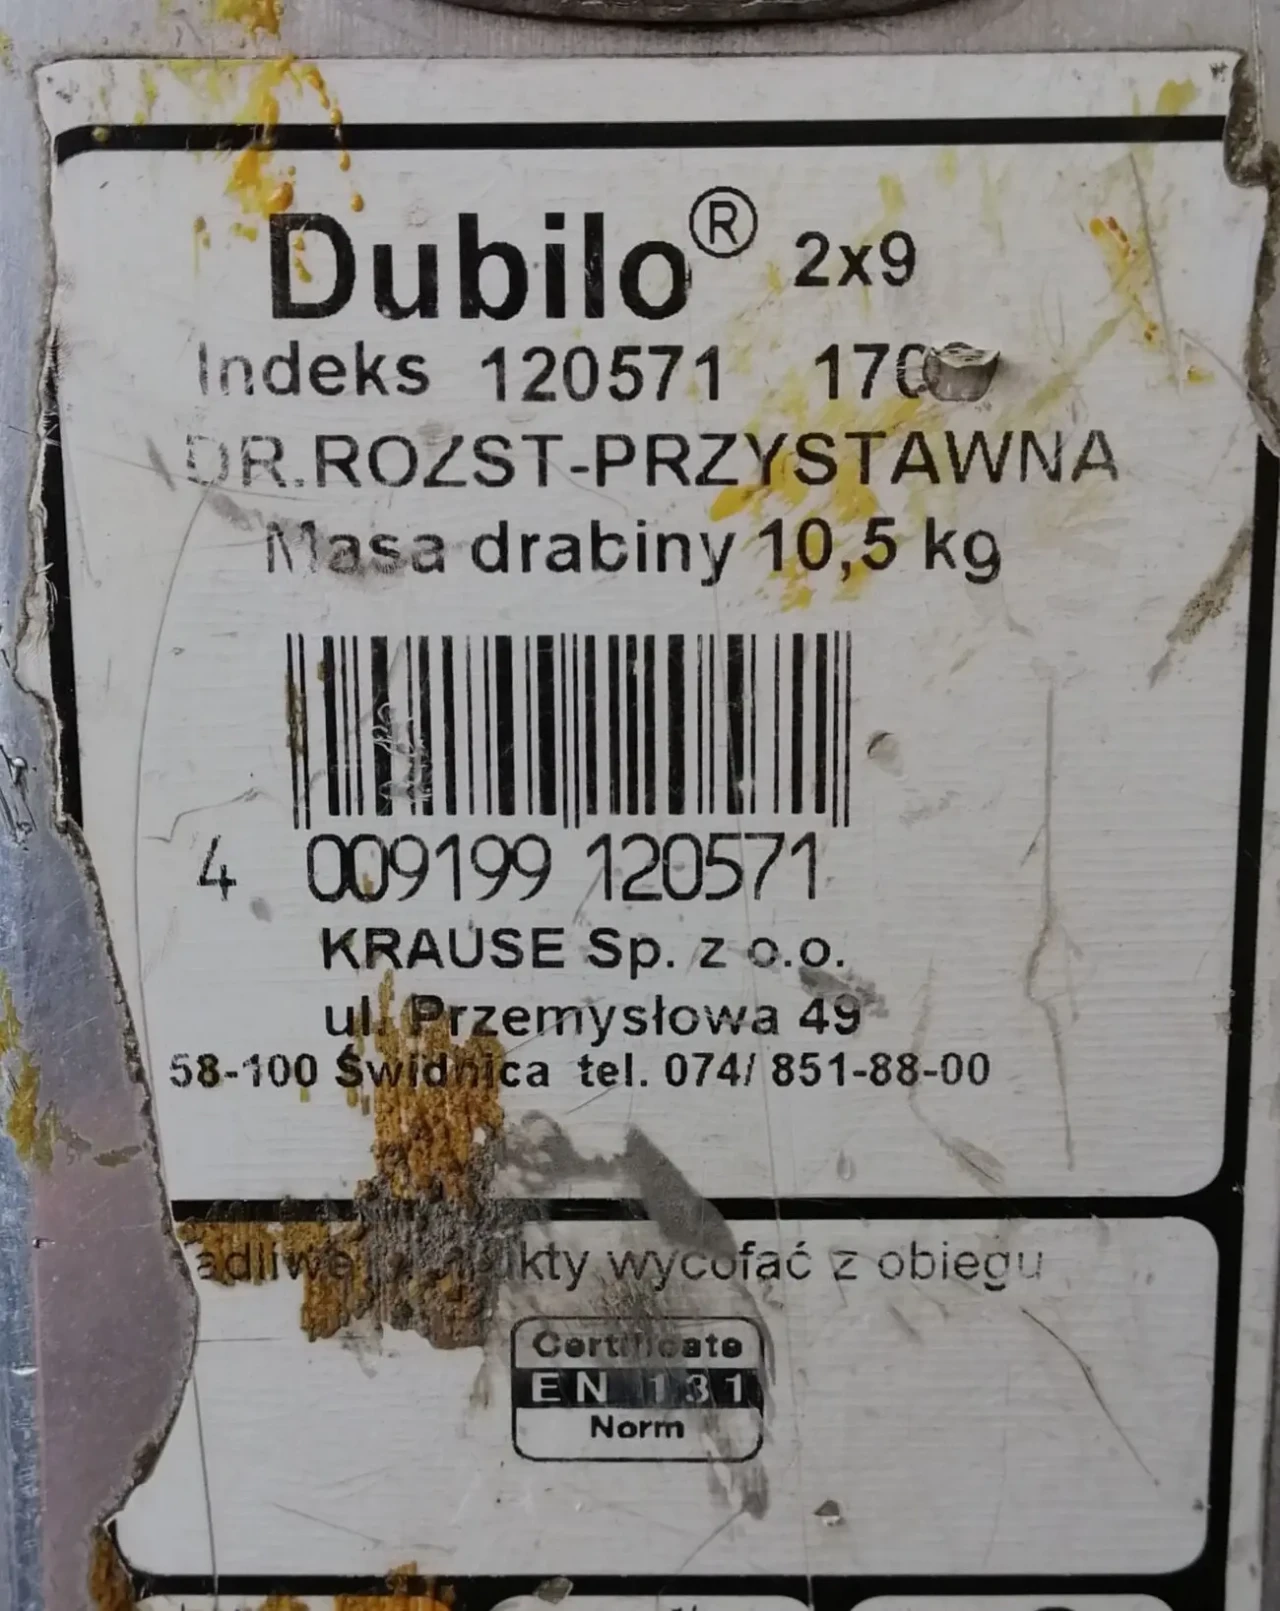 Dubilo® 2x9
Indeks 120571
DR.ROZST-PRZYSTAWNA
Masa drabiny 10,5 kg
4 009199 120571
KRAUSE Sp. z o.o.
ul. Przemysłowa 49
58-100 Świdnica tel. 074/ 851-88-00
wycofać z obiegu
Certificate
EN 131
Norm